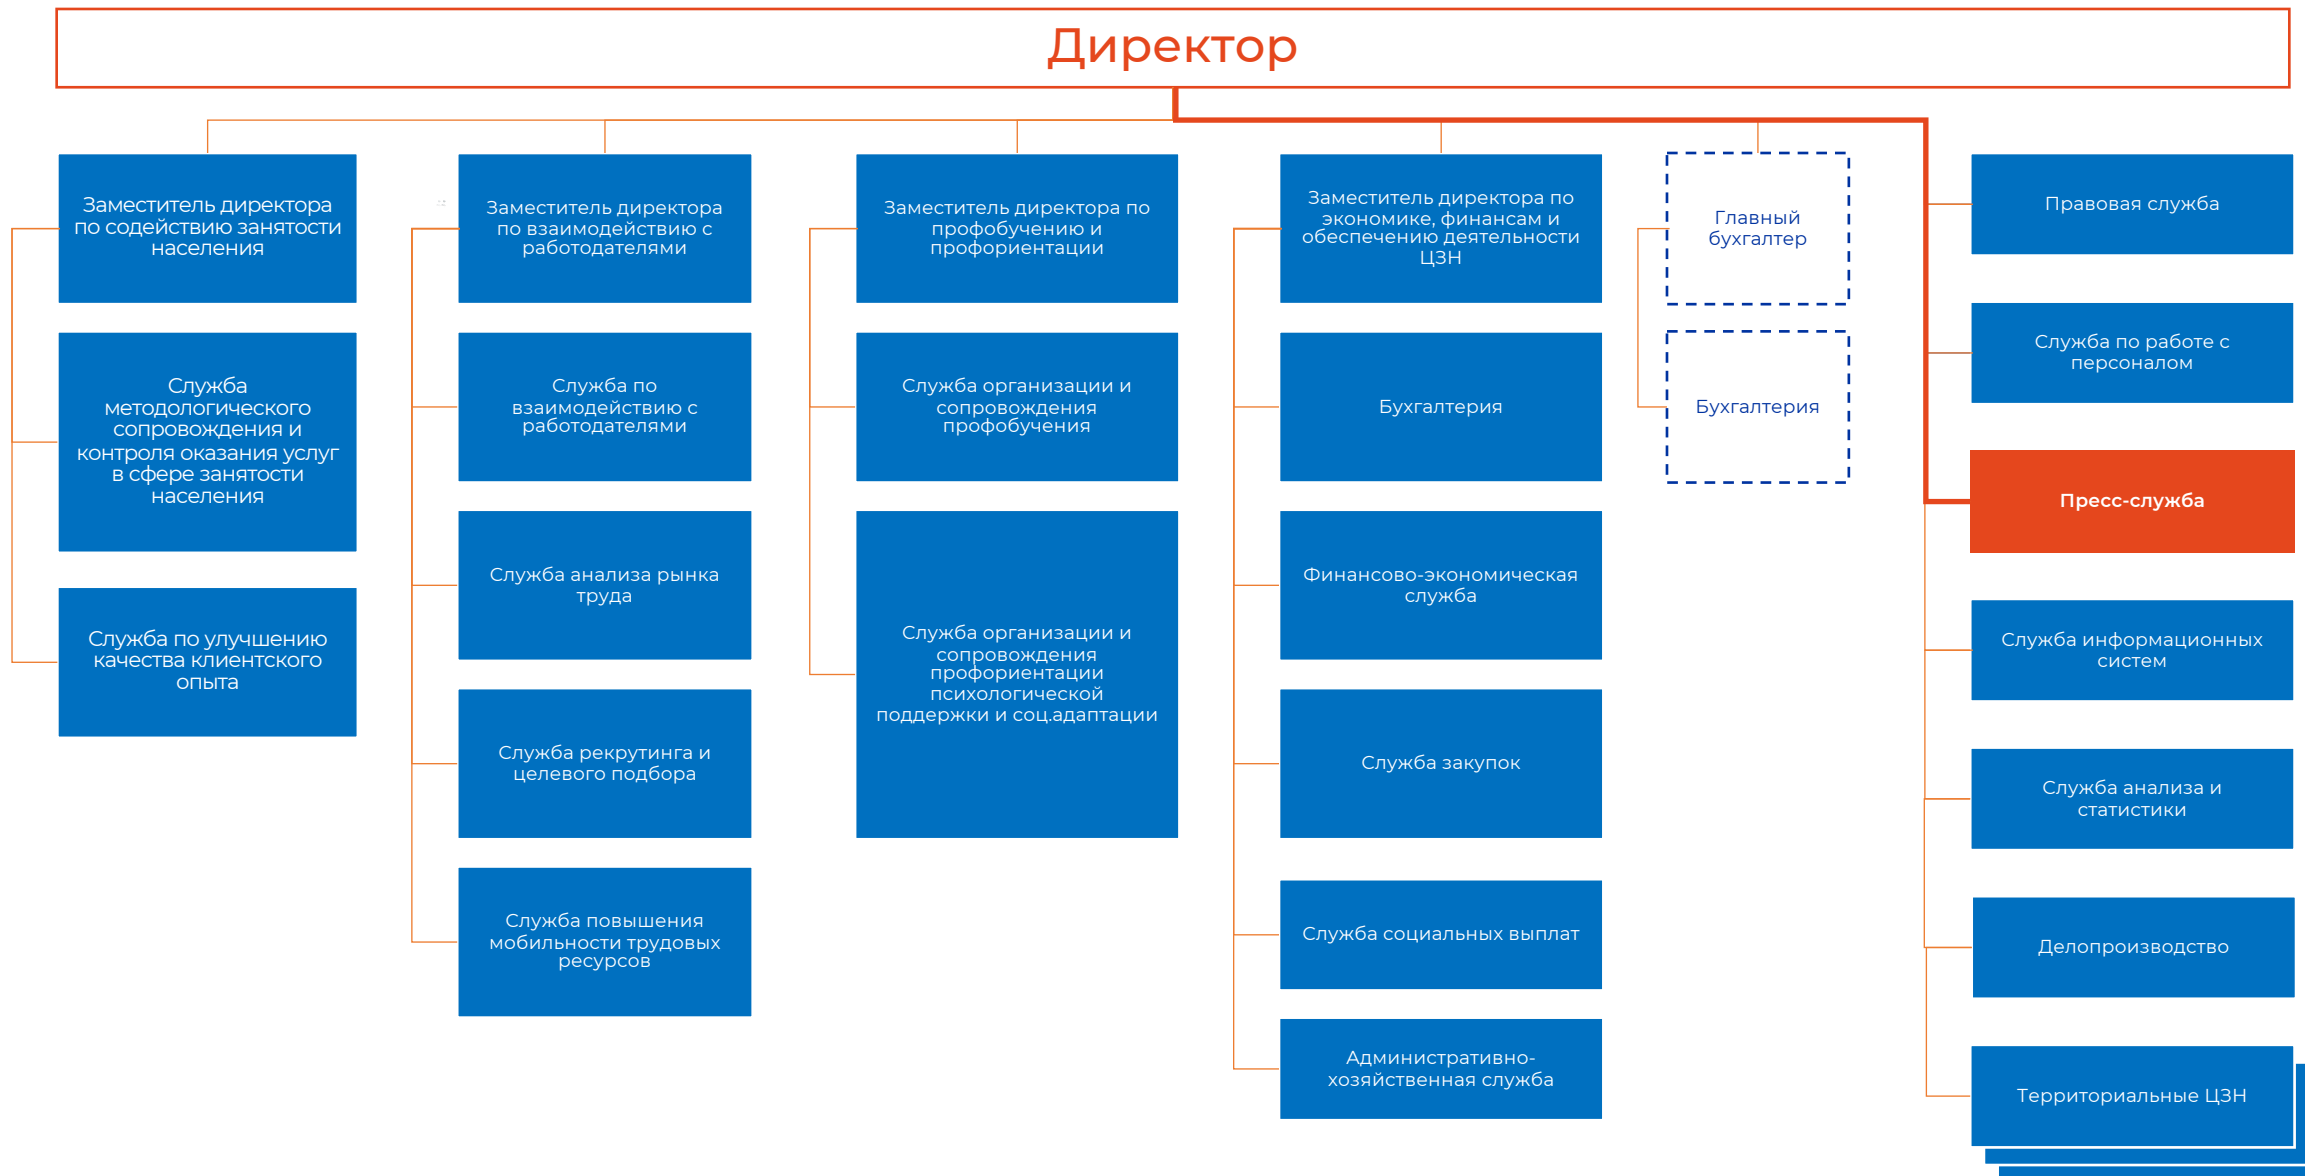 Директор
Заместитель директора
по содействию занятости
населения
Служба
методологического
сопровождения и
контроля оказания услуг
в сфере занятости
населения
Служба по улучшению
качества клиентского
опыта
Заместитель директора
по взаимодействию с
работодателями
Служба по
взаимодействию с
работодателями
Служба анализа рынка
труда
Служба рекрутинга и
целевого подбора
Служба повышения
мобильности трудовых
ресурсов
Заместитель директора по
профобучению и
профориентации
Служба организации и
сопровождения
профобучения
Служба организации и
сопровождения
профориентации
психологической
поддержки и соц.адаптации
Заместитель директора по
экономике, финансам и
обеспечению деятельности
ЦЗН
Бухгалтерия
Финансово-экономическая
служба
Служба закупок
Служба социальных выплат
Административно-
хозяйственная служба
Главный
бухгалтер
Бухгалтерия
Правовая служба
Служба по работе с
персоналом
Пресс-служба
Служба информационных
систем
Служба анализа и
статистики
Делопроизводство
Территориальные ЦЗН